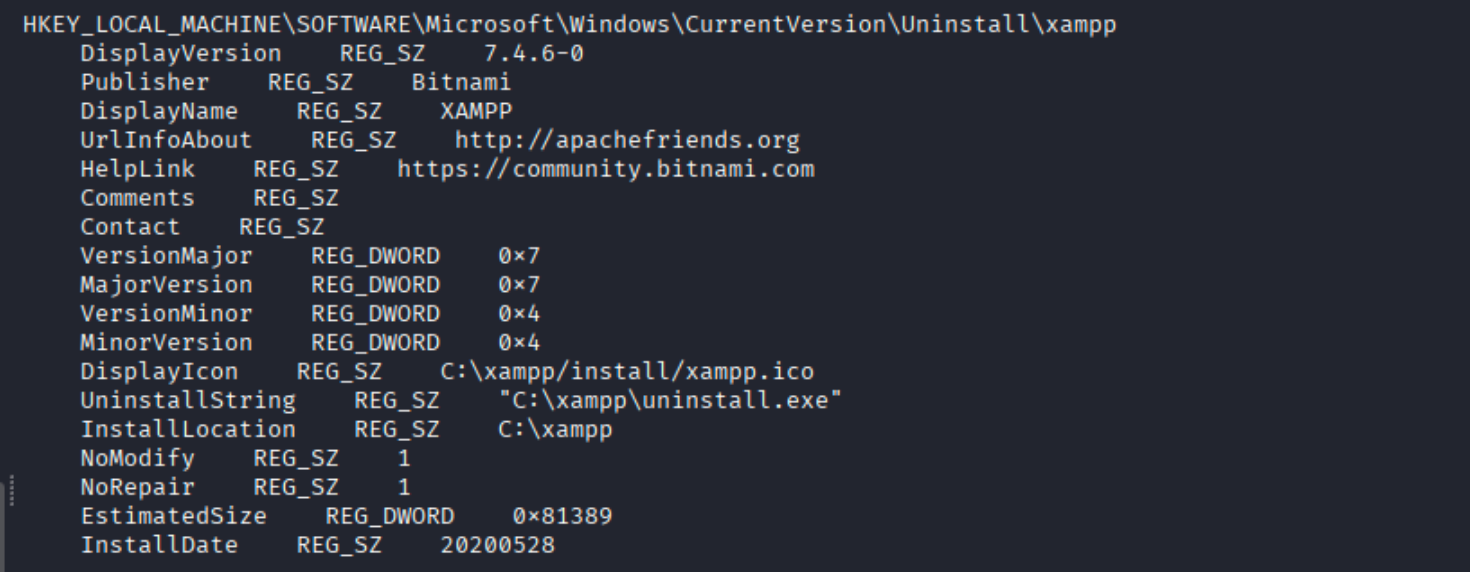 HKEY_LOCAL_MACHINE\SOFTWARE\Microsoft\Windows\CurrentVersion\Uninstall\xampp
    DisplayVersion    REG_SZ    7.4.6-0
    Publisher    REG_SZ    Bitnami
    DisplayName    REG_SZ    XAMPP
    UrlInfoAbout    REG_SZ    http://apachefriends.org
    HelpLink    REG_SZ    https://community.bitnami.com
    Comments    REG_SZ
    Contact    REG_SZ
    VersionMajor    REG_DWORD    0×7
    MajorVersion    REG_DWORD    0×7
    VersionMinor    REG_DWORD    0×4
    MinorVersion    REG_DWORD    0×4
    DisplayIcon    REG_SZ    C:\xampp/install/xampp.ico
    UninstallString    REG_SZ    "C:\xampp\uninstall.exe"
    InstallLocation    REG_SZ    C:\xampp
    NoModify    REG_SZ    1
    NoRepair    REG_SZ    1
    EstimatedSize    REG_DWORD    0×81389
    InstallDate    REG_SZ    20200528